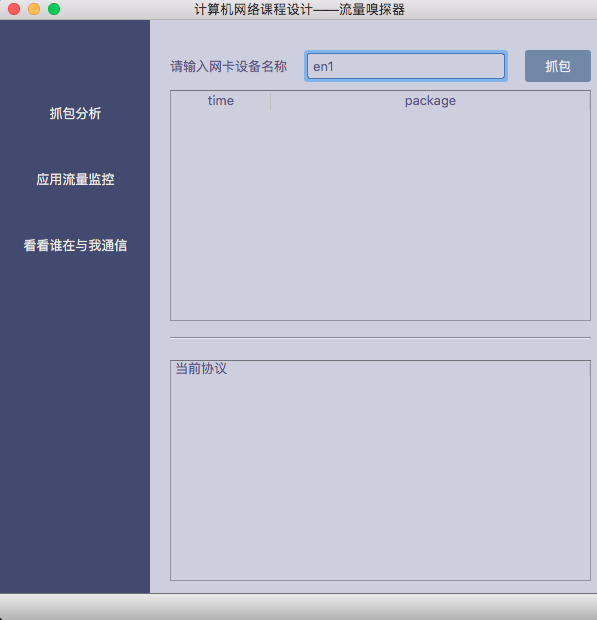 计算机网络课程设计——流量嗅探器
请输入网卡设备名称 en1 抓包
抓包分析
应用流量监控
看看谁在与我通信
time package
当前协议